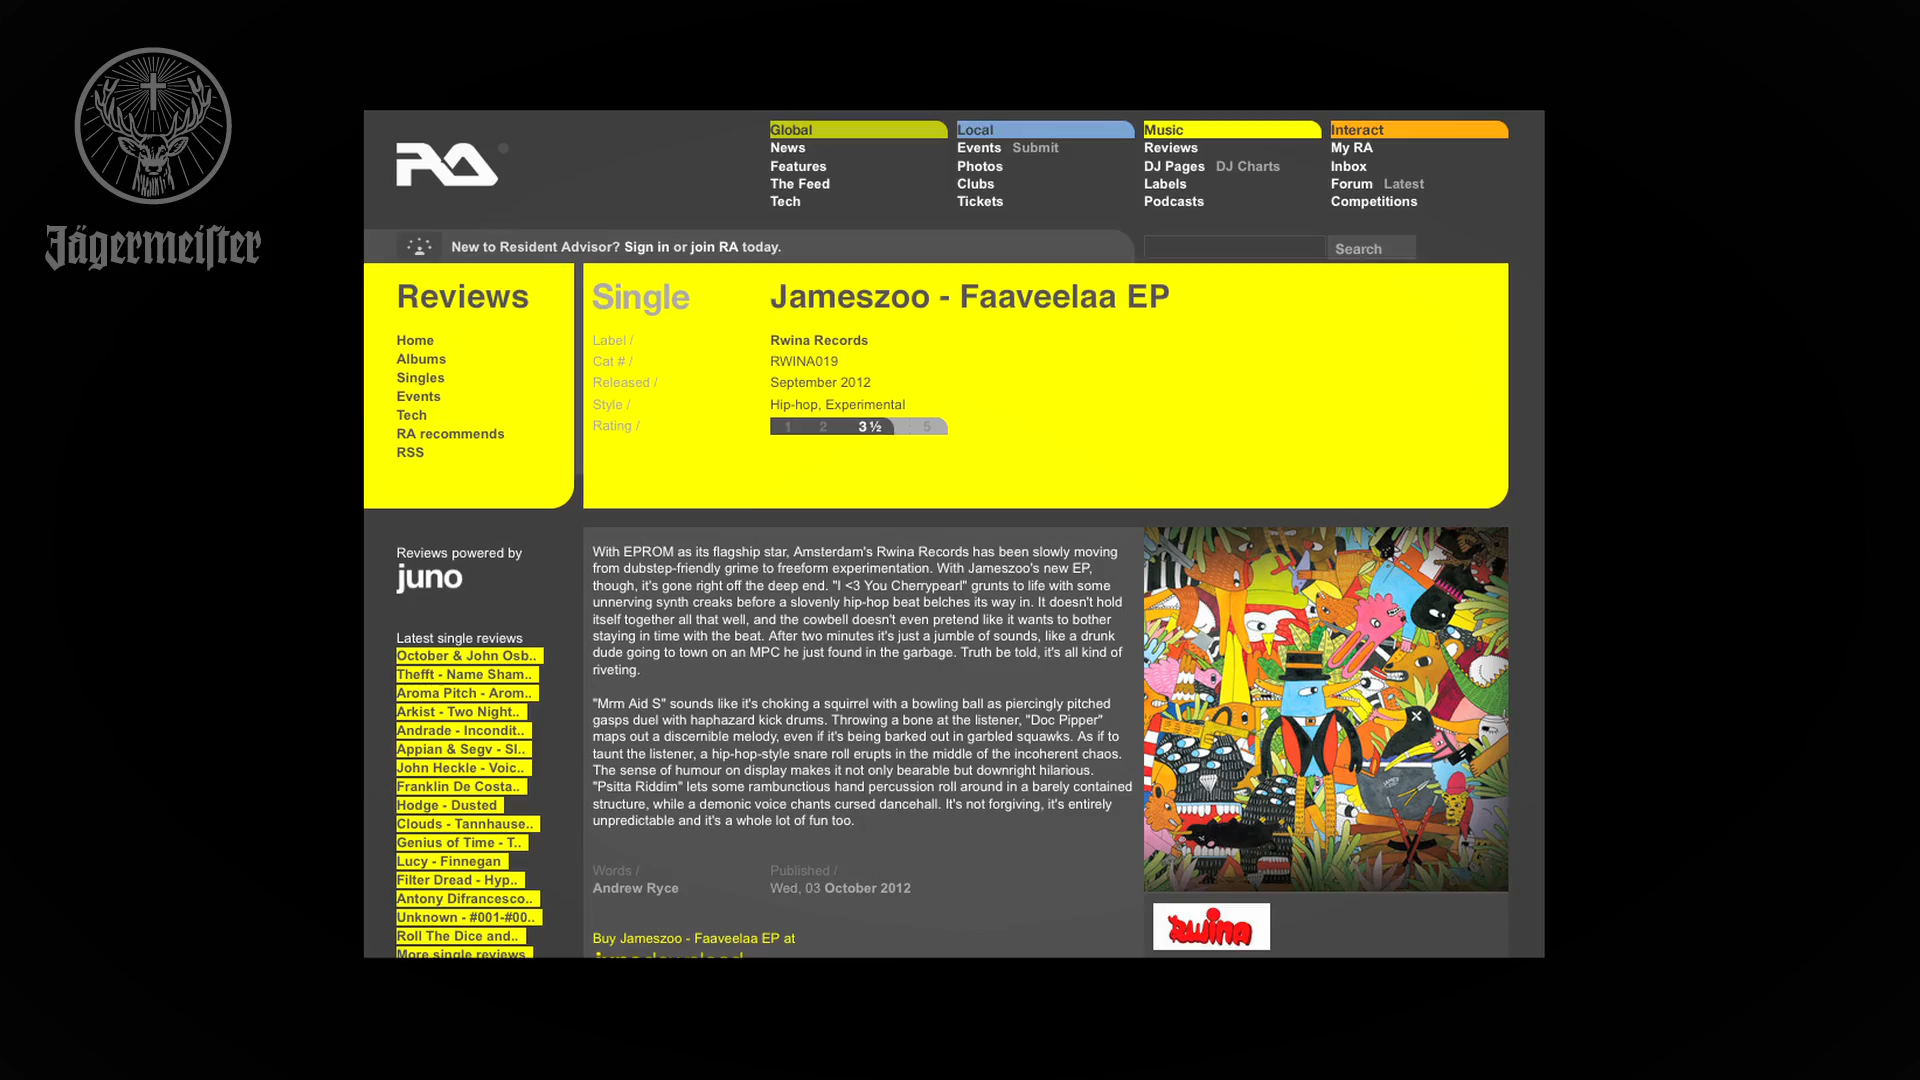 Jägermeiſter
RA
Global
News
Features
The Feed
Tech
Local
Events Submit
Photos
Clubs
Tickets
Music
Reviews
DJ Pages DJ Charts
Labels
Podcasts
Interact
My RA
Inbox
Forum Latest
Competitions
New to Resident Advisor? Sign in or join RA today.
Search
Reviews
Home
Albums
Singles
Events
Tech
RA recommends
RSS
Single
Jameszoo - Faaveelaa EP
Label / Rwina Records
Cat # / RWINA019
Released / September 2012
Style / Hip-hop, Experimental
Rating / 1 2 3 ½ 5
Reviews powered by
juno
Latest single reviews
October & John Osb..
Thefft - Name Sham..
Aroma Pitch - Arom..
Arkist - Two Night..
Andrade - Incondit..
Appian & Segv - Sl..
John Heckle - Voic..
Franklin De Costa..
Hodge - Dusted
Clouds - Tannhause..
Genius of Time - T..
Lucy - Finnegan
Filter Dread - Hyp..
Antony Difrancesco..
Unknown - #001-#00..
Roll The Dice and..
More single reviews
With EPROM as its flagship star, Amsterdam's Rwina Records has been slowly moving
from dubstep-friendly grime to freeform experimentation. With Jameszoo's new EP,
though, it's gone right off the deep end. "I <3 You Cherrypearl" grunts to life with some
unnerving synth creaks before a slovenly hip-hop beat belches its way in. It doesn't hold
itself together all that well, and the cowbell doesn't even pretend like it wants to bother
staying in time with the beat. After two minutes it's just a jumble of sounds, like a drunk
dude going to town on an MPC he just found in the garbage. Truth be told, it's all kind of
riveting.
"Mrm Aid S" sounds like it's choking a squirrel with a bowling ball as piercingly pitched
gasps duel with haphazard kick drums. Throwing a bone at the listener, "Doc Pipper"
maps out a discernible melody, even if it's being barked out in garbled squawks. As if to
taunt the listener, a hip-hop-style snare roll erupts in the middle of the incoherent chaos.
The sense of humour on display makes it not only bearable but downright hilarious.
"Psitta Riddim" lets some rambunctious hand percussion roll around in a barely contained
structure, while a demonic voice chants cursed dancehall. It's not forgiving, it's entirely
unpredictable and it's a whole lot of fun too.
Words /
Andrew Ryce
Published /
Wed, 03 October 2012
Buy Jameszoo - Faaveelaa EP at
junodownload
rwina